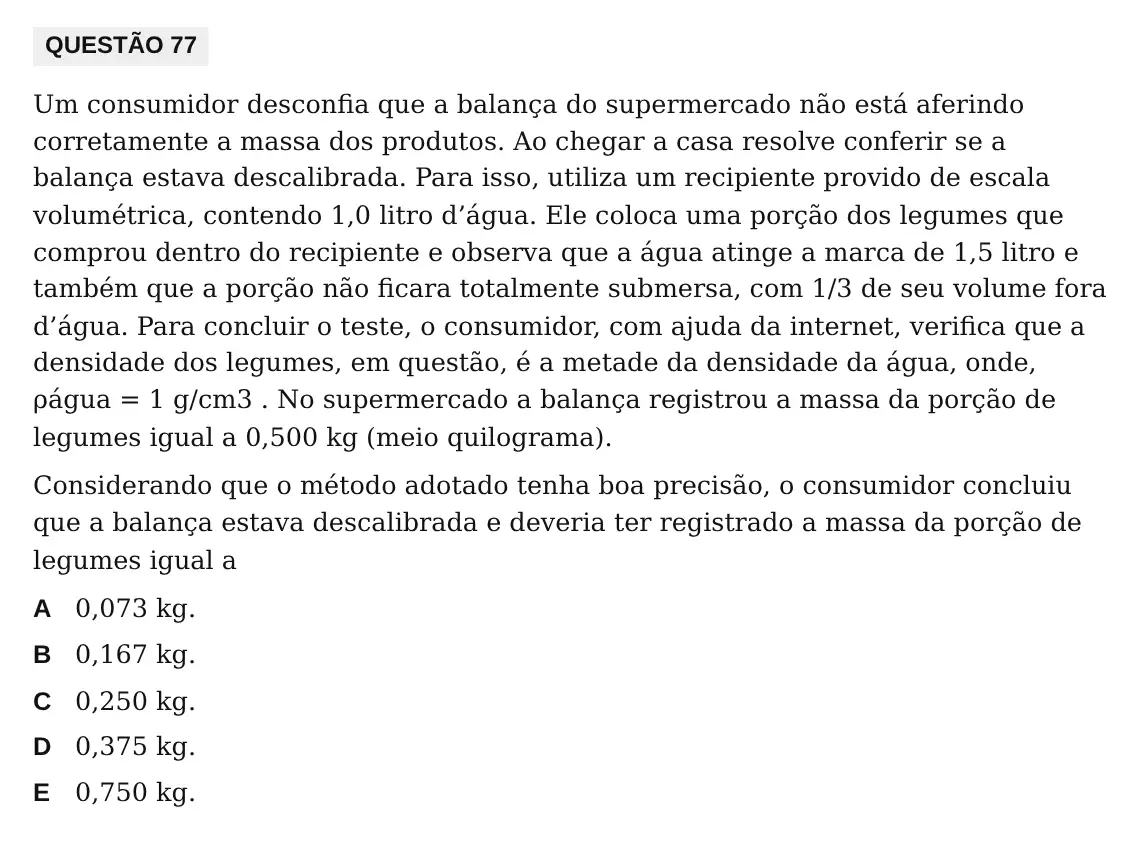 QUESTÃO 77
Um consumidor desconfia que a balança do supermercado não está aferindo
corretamente a massa dos produtos. Ao chegar a casa resolve conferir se a
balança estava descalibrada. Para isso, utiliza um recipiente provido de escala
volumétrica, contendo 1,0 litro d’água. Ele coloca uma porção dos legumes que
comprou dentro do recipiente e observa que a água atinge a marca de 1,5 litro e
também que a porção não ficara totalmente submersa, com 1/3 de seu volume fora
d’água. Para concluir o teste, o consumidor, com ajuda da internet, verifica que a
densidade dos legumes, em questão, é a metade da densidade da água, onde,
ρágua = 1 g/cm3 . No supermercado a balança registrou a massa da porção de
legumes igual a 0,500 kg (meio quilograma).
Considerando que o método adotado tenha boa precisão, o consumidor concluiu
que a balança estava descalibrada e deveria ter registrado a massa da porção de
legumes igual a
A 0,073 kg.
B 0,167 kg.
C 0,250 kg.
D 0,375 kg.
E 0,750 kg.